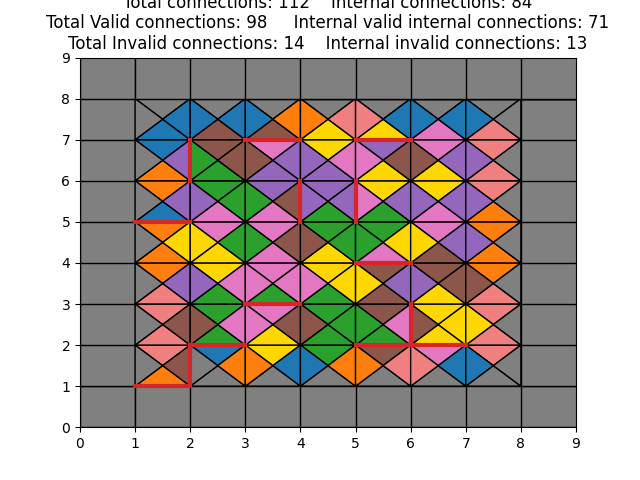 Total connections: 112    Internal connections: 84
Total Valid connections: 98     Internal valid internal connections: 71
Total Invalid connections: 14    Internal invalid connections: 13
9
8
7
6
5
4
3
2
1
0
0 1 2 3 4 5 6 7 8 9